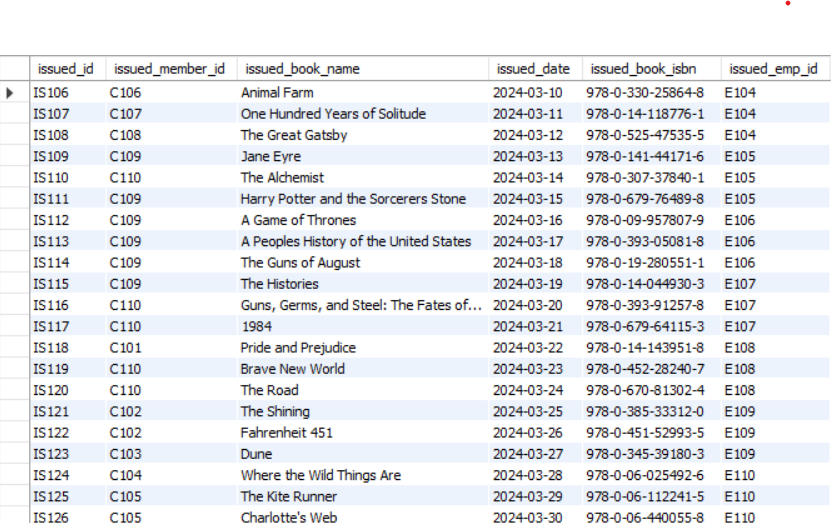 issued_id issued_member_id issued_book_name issued_date issued_book_isbn issued_emp_id
IS106 C106 Animal Farm 2024-03-10 978-0-330-25864-8 E104
IS107 C107 One Hundred Years of Solitude 2024-03-11 978-0-14-118776-1 E104
IS108 C108 The Great Gatsby 2024-03-12 978-0-525-47535-5 E104
IS109 C109 Jane Eyre 2024-03-13 978-0-141-44171-6 E105
IS110 C110 The Alchemist 2024-03-14 978-0-307-37840-1 E105
IS111 C109 Harry Potter and the Sorcerers Stone 2024-03-15 978-0-679-76489-8 E105
IS112 C109 A Game of Thrones 2024-03-16 978-0-09-957807-9 E106
IS113 C109 A Peoples History of the United States 2024-03-17 978-0-393-05081-8 E106
IS114 C109 The Guns of August 2024-03-18 978-0-19-280551-1 E106
IS115 C109 The Histories 2024-03-19 978-0-14-044930-3 E107
IS116 C110 Guns, Germs, and Steel: The Fates of... 2024-03-20 978-0-393-91257-8 E107
IS117 C110 1984 2024-03-21 978-0-679-64115-3 E107
IS118 C101 Pride and Prejudice 2024-03-22 978-0-14-143951-8 E108
IS119 C110 Brave New World 2024-03-23 978-0-452-28240-7 E108
IS120 C110 The Road 2024-03-24 978-0-670-81302-4 E108
IS121 C102 The Shining 2024-03-25 978-0-385-33312-0 E109
IS122 C102 Fahrenheit 451 2024-03-26 978-0-451-52993-5 E109
IS123 C103 Dune 2024-03-27 978-0-345-39180-3 E109
IS124 C104 Where the Wild Things Are 2024-03-28 978-0-06-025492-6 E110
IS125 C105 The Kite Runner 2024-03-29 978-0-06-112241-5 E110
IS126 C105 Charlotte's Web 2024-03-30 978-0-06-440055-8 E110